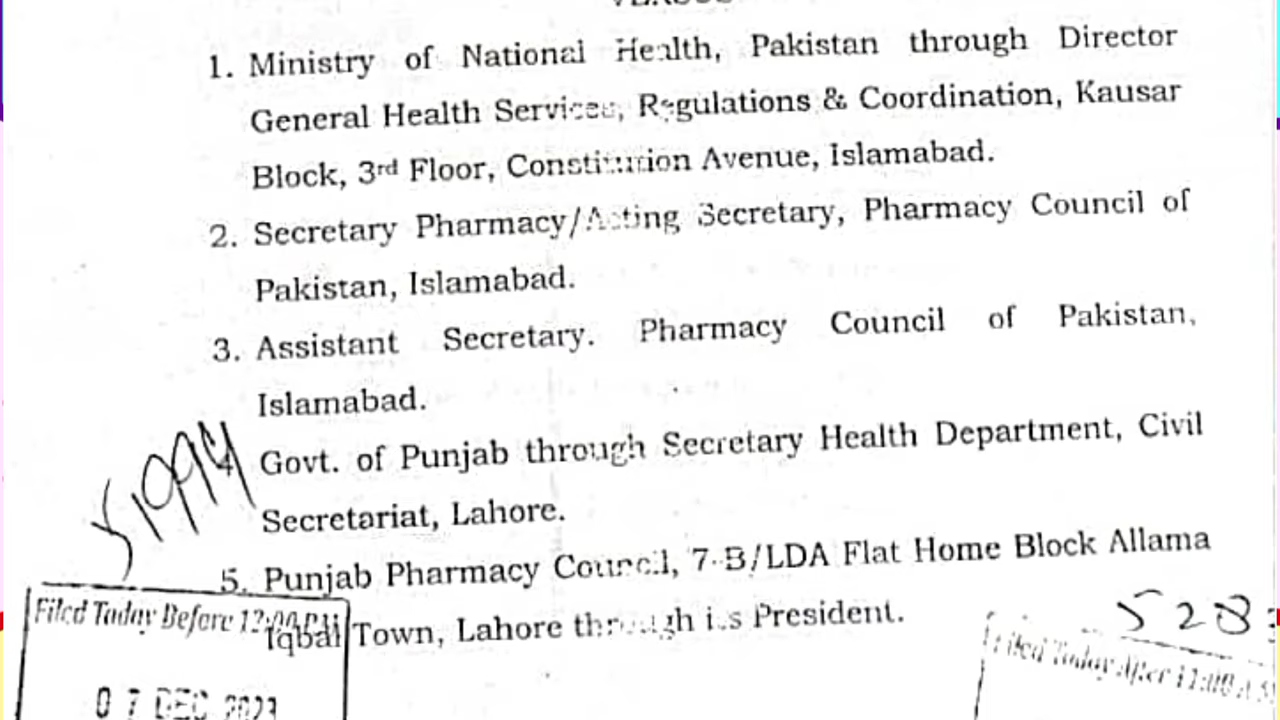 VERSUS
1. Ministry of National Health, Pakistan through Director
General Health Services, Regulations & Coordination, Kausar
Block, 3rd Floor, Constitution Avenue, Islamabad.
2. Secretary Pharmacy/Acting Secretary, Pharmacy Council of
Pakistan, Islamabad.
3. Assistant Secretary. Pharmacy Council of Pakistan,
Islamabad.
4. Govt. of Punjab through Secretary Health Department, Civil
Secretariat, Lahore.
5. Punjab Pharmacy Council, 7-B/LDA Flat Home Block Allama
Iqbal Town, Lahore through its President.
Filed Today Before 12:00 PM
07 DEC 2023
528
Filed Today After 11:00 A